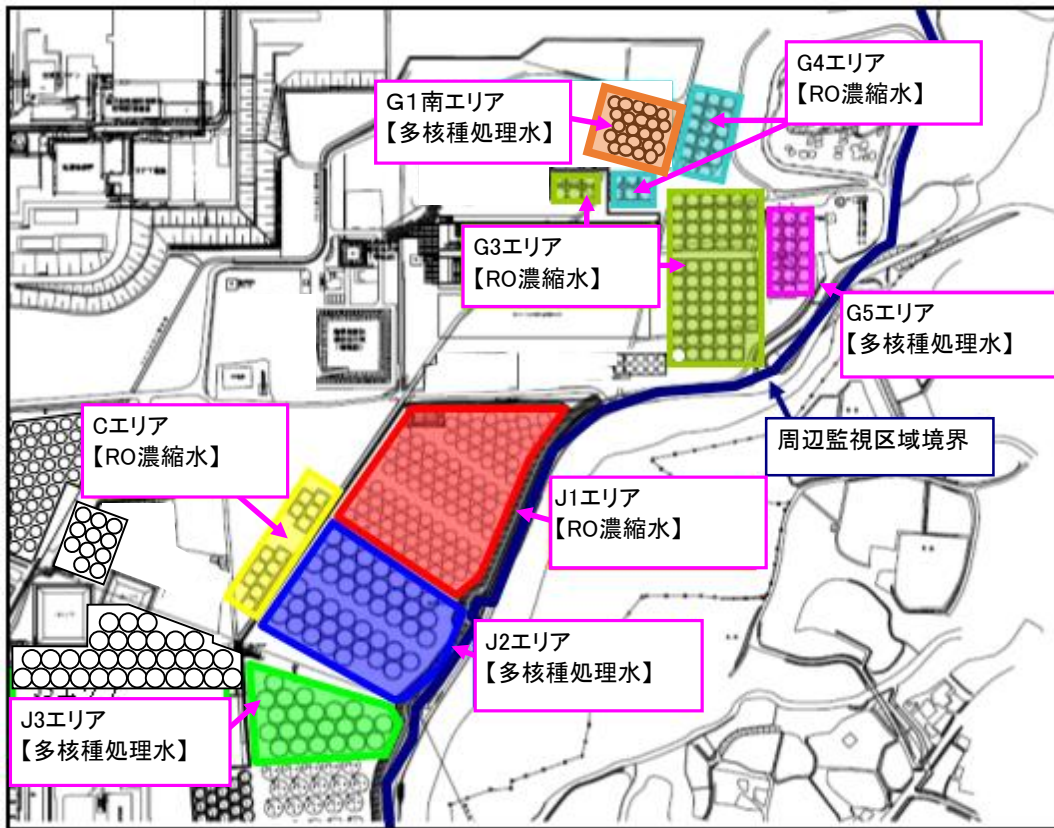 G4エリア
【RO濃縮水】
G1南エリア
【多核種処理水】
G3エリア
【RO濃縮水】
G5エリア
【多核種処理水】
Cエリア
【RO濃縮水】
周辺監視区域境界
J1エリア
【RO濃縮水】
J2エリア
【多核種処理水】
J3エリア
【多核種処理水】